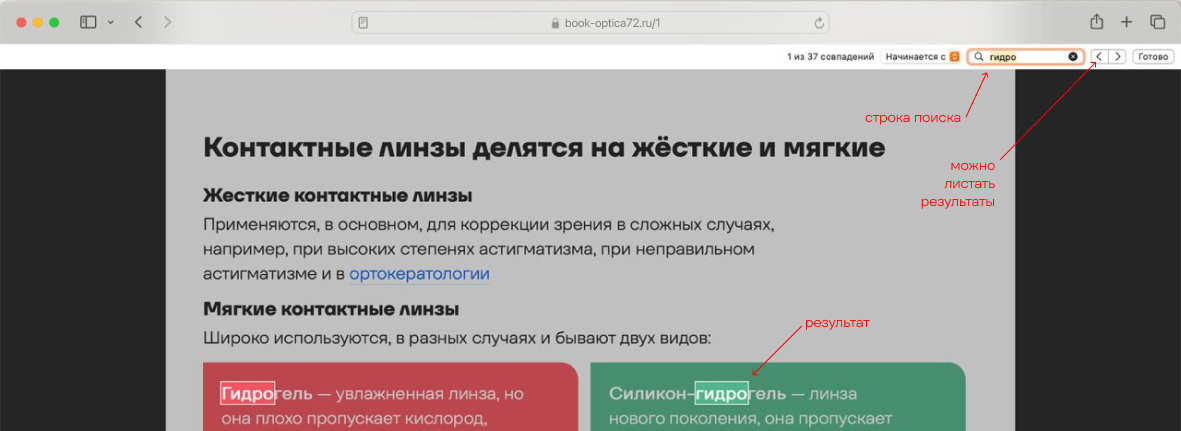 book-optica72.ru/1
1 из 37 совпадений Начинается с гидро Готово
строка поиска
можно
листать
результаты
Контактные линзы делятся на жёсткие и мягкие
Жесткие контактные линзы
Применяются, в основном, для коррекции зрения в сложных случаях,
например, при высоких степенях астигматизма, при неправильном
астигматизме и в ортокератологии
Мягкие контактные линзы
Широко используются, в разных случаях и бывают двух видов:
результат
Гидрогель — увлажненная линза, но
она плохо пропускает кислород,
Силикон-гидрогель — линза
нового поколения, она пропускает